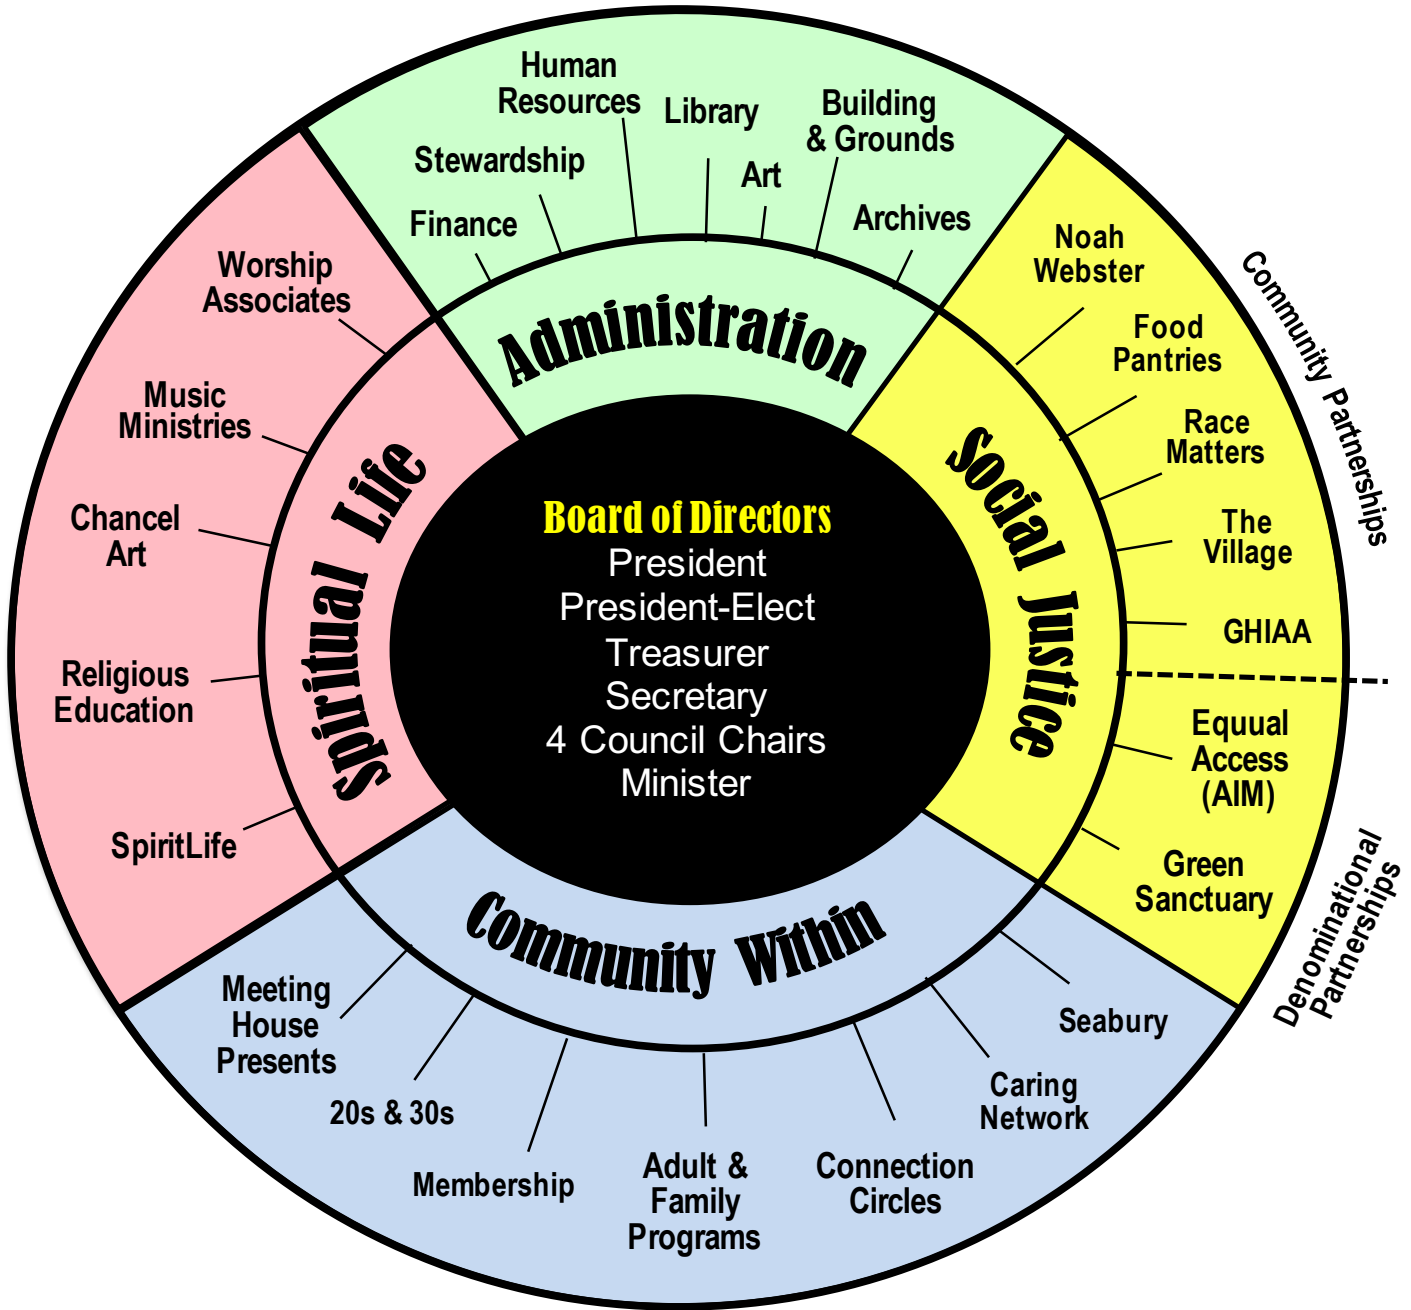 Human
Resources
Library
Building
& Grounds
Stewardship
Art
Finance
Archives
Administration
Noah
Webster
Food
Pantries
Race
Matters
The
Village
GHIAA
Community Partnerships
Social Justice
Equual
Access
(AIM)
Green
Sanctuary
Denominational
Partnerships
Worship
Associates
Music
Ministries
Chancel
Art
Religious
Education
SpiritLife
Spiritual Life
Board of Directors
President
President-Elect
Treasurer
Secretary
4 Council Chairs
Minister
Community Within
Meeting
House
Presents
20s & 30s
Membership
Adult &
Family
Programs
Connection
Circles
Caring
Network
Seabury